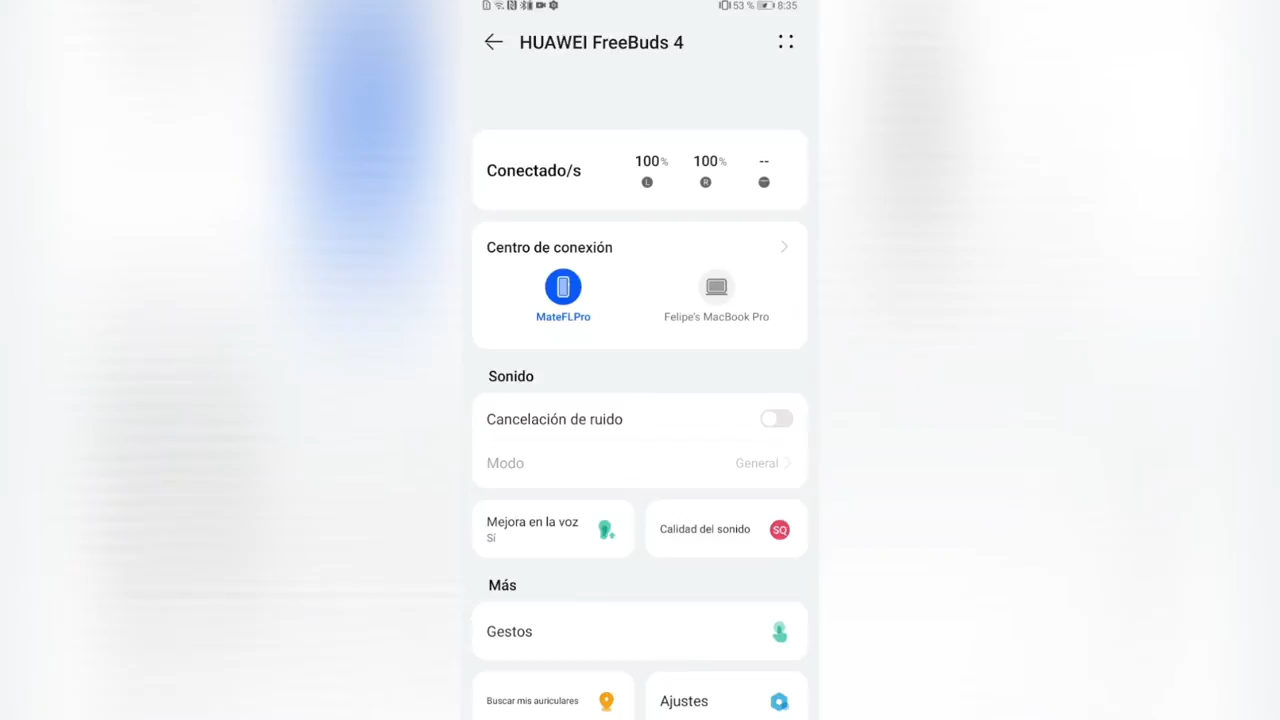 53 % 8:35
HUAWEI FreeBuds 4
Conectado/s
100% 100% --
L R
Centro de conexión
MateFLPro Felipe's MacBook Pro
Sonido
Cancelación de ruido
Modo General
Mejora en la voz
Sí
Calidad del sonido SQ
Más
Gestos
Buscar mis auriculares Ajustes